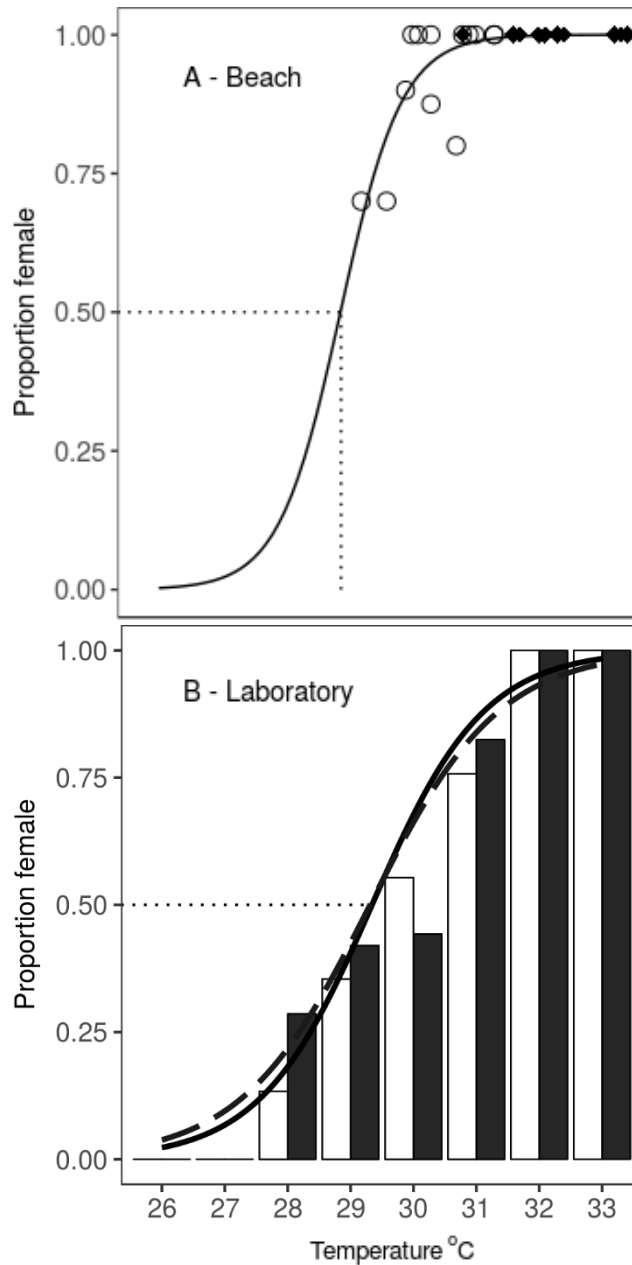 1.00
A - Beach
0.75
Proportion female
0.50
0.25
0.00
1.00
B - Laboratory
0.75
Proportion female
0.50
0.25
0.00
26 27 28 29 30 31 32 33
Temperature °C